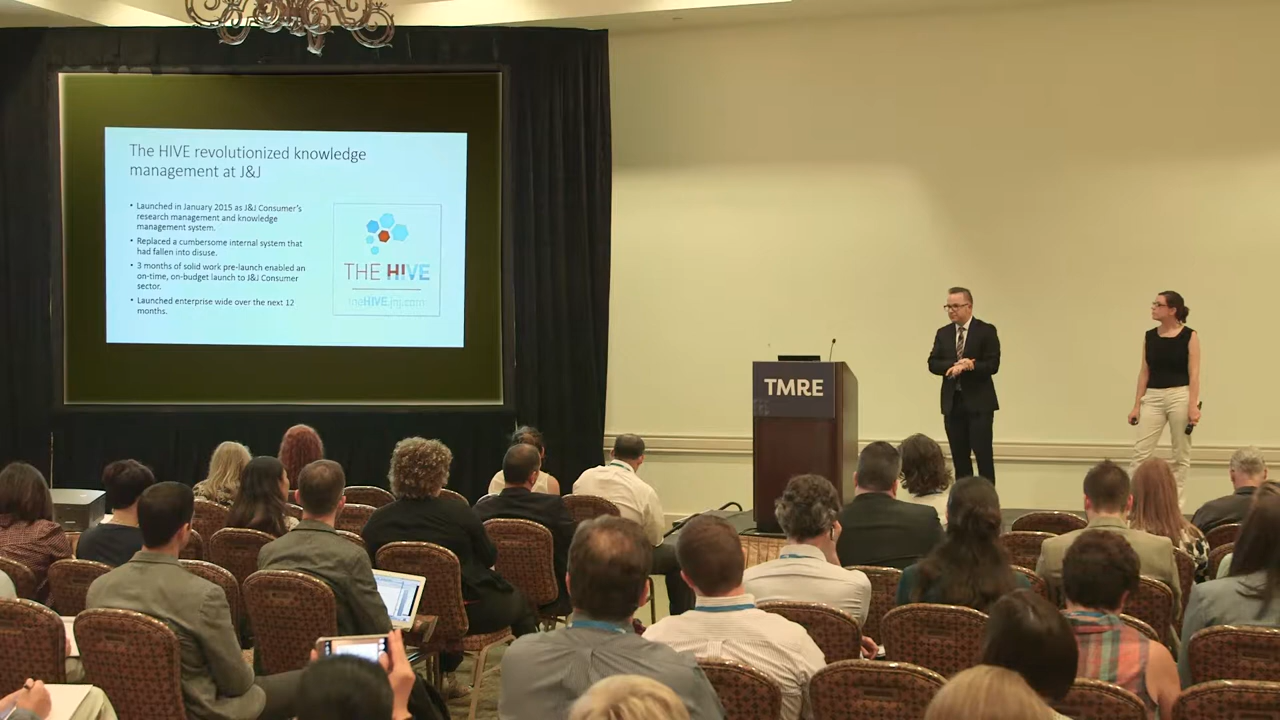 The HIVE revolutionized knowledge
management at J&J
• Launched in January 2015 as J&J Consumer's
research management and knowledge
management system.
• Replaced a cumbersome internal system that
had fallen into disuse.
• 3 months of solid work pre-launch enabled an
on-time, on-budget launch to J&J Consumer
sector.
• Launched enterprise wide over the next 12
months.
THE HIVE
theHIVE.jnj.com
TMRE